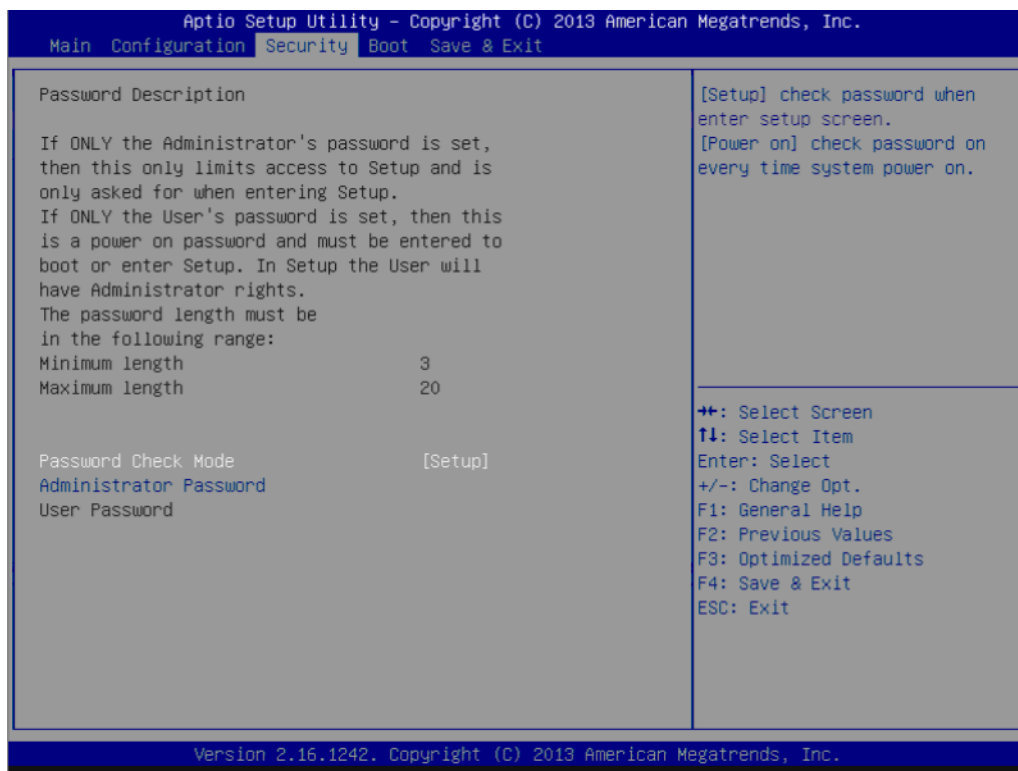 Aptio Setup Utility – Copyright (C) 2013 American Megatrends, Inc.
Main Configuration Security Boot Save & Exit
Password Description
If ONLY the Administrator's password is set,
then this only limits access to Setup and is
only asked for when entering Setup.
If ONLY the User's password is set, then this
is a power on password and must be entered to
boot or enter Setup. In Setup the User will
have Administrator rights.
The password length must be
in the following range:
Minimum length 3
Maximum length 20
Password Check Mode [Setup]
Administrator Password
User Password
[Setup] check password when
enter setup screen.
[Power on] check password on
every time system power on.
→←: Select Screen
↑↓: Select Item
Enter: Select
+/-: Change Opt.
F1: General Help
F2: Previous Values
F3: Optimized Defaults
F4: Save & Exit
ESC: Exit
Version 2.16.1242. Copyright (C) 2013 American Megatrends, Inc.